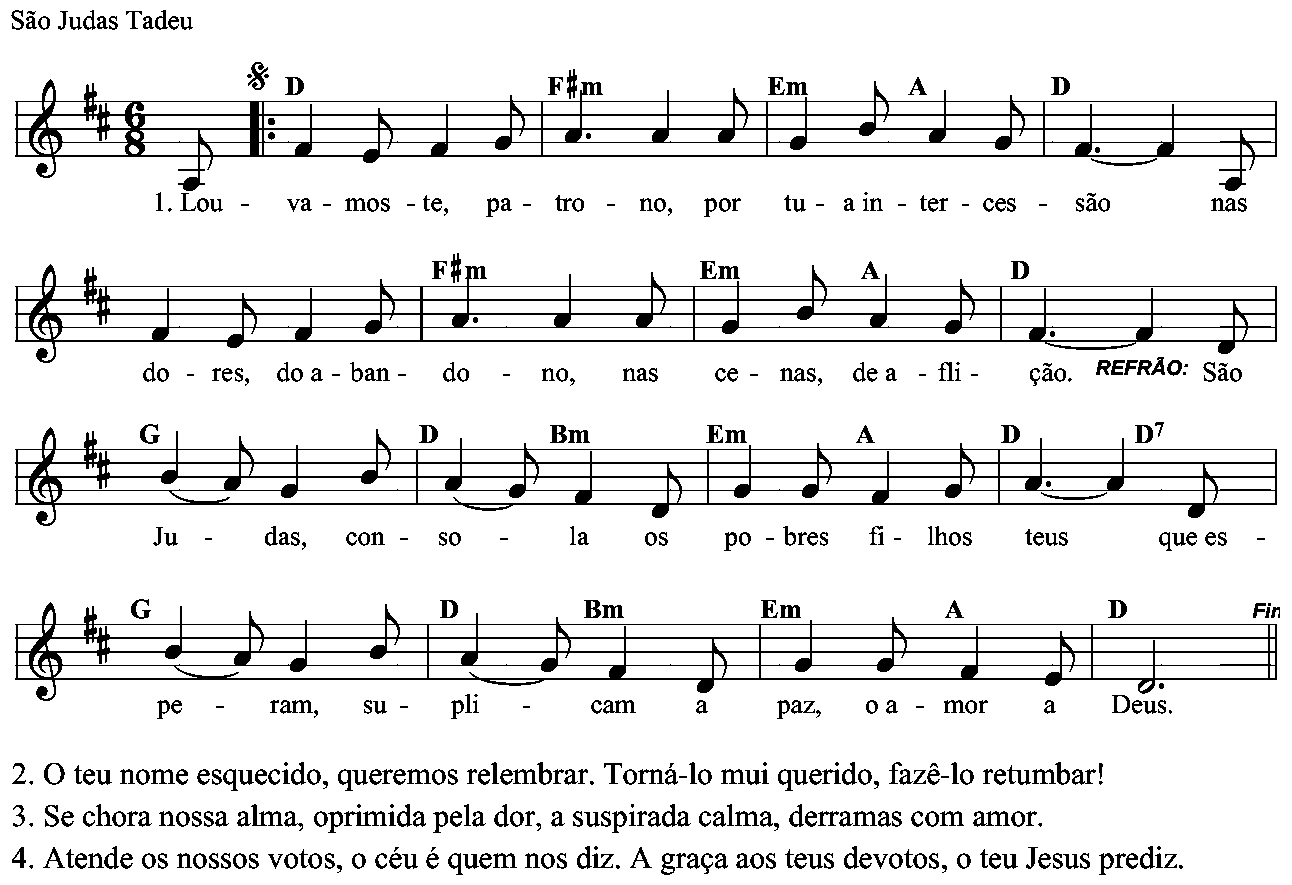 São Judas Tadeu
D F#m Em A D
6
8
1. Lou - va - mos - te, pa - tro - no, por tu - a in - ter - ces - são nas
F#m Em A D
do - res, do a - ban - do - no, nas ce - nas, de a - fli - ção. REFRÃO: São
G D Bm Em A D D7
Ju - das, con - so - la os po - bres fi - lhos teus que es -
G D Bm Em A D Fin
pe - ram, su - pli - cam a paz, o a - mor a Deus.
2. O teu nome esquecido, queremos relembrar. Torná-lo mui querido, fazê-lo retumbar!
3. Se chora nossa alma, oprimida pela dor, a suspirada calma, derramas com amor.
4. Atende os nossos votos, o céu é quem nos diz. A graça aos teus devotos, o teu Jesus prediz.